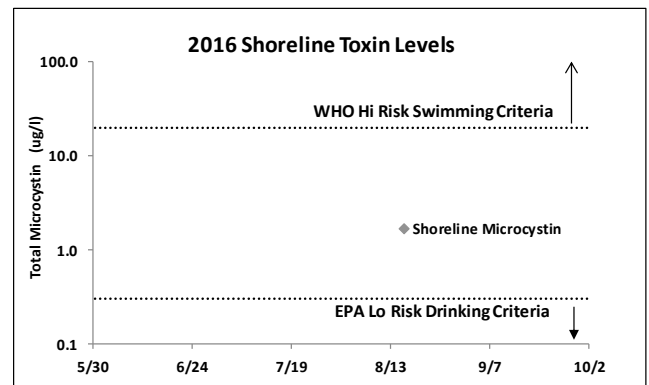 2016 Shoreline Toxin Levels
100.0
WHO Hi Risk Swimming Criteria
10.0
Total Microcystin (ug/l)
Shoreline Microcystin
1.0
EPA Lo Risk Drinking Criteria
0.1
5/30 6/24 7/19 8/13 9/7 10/2